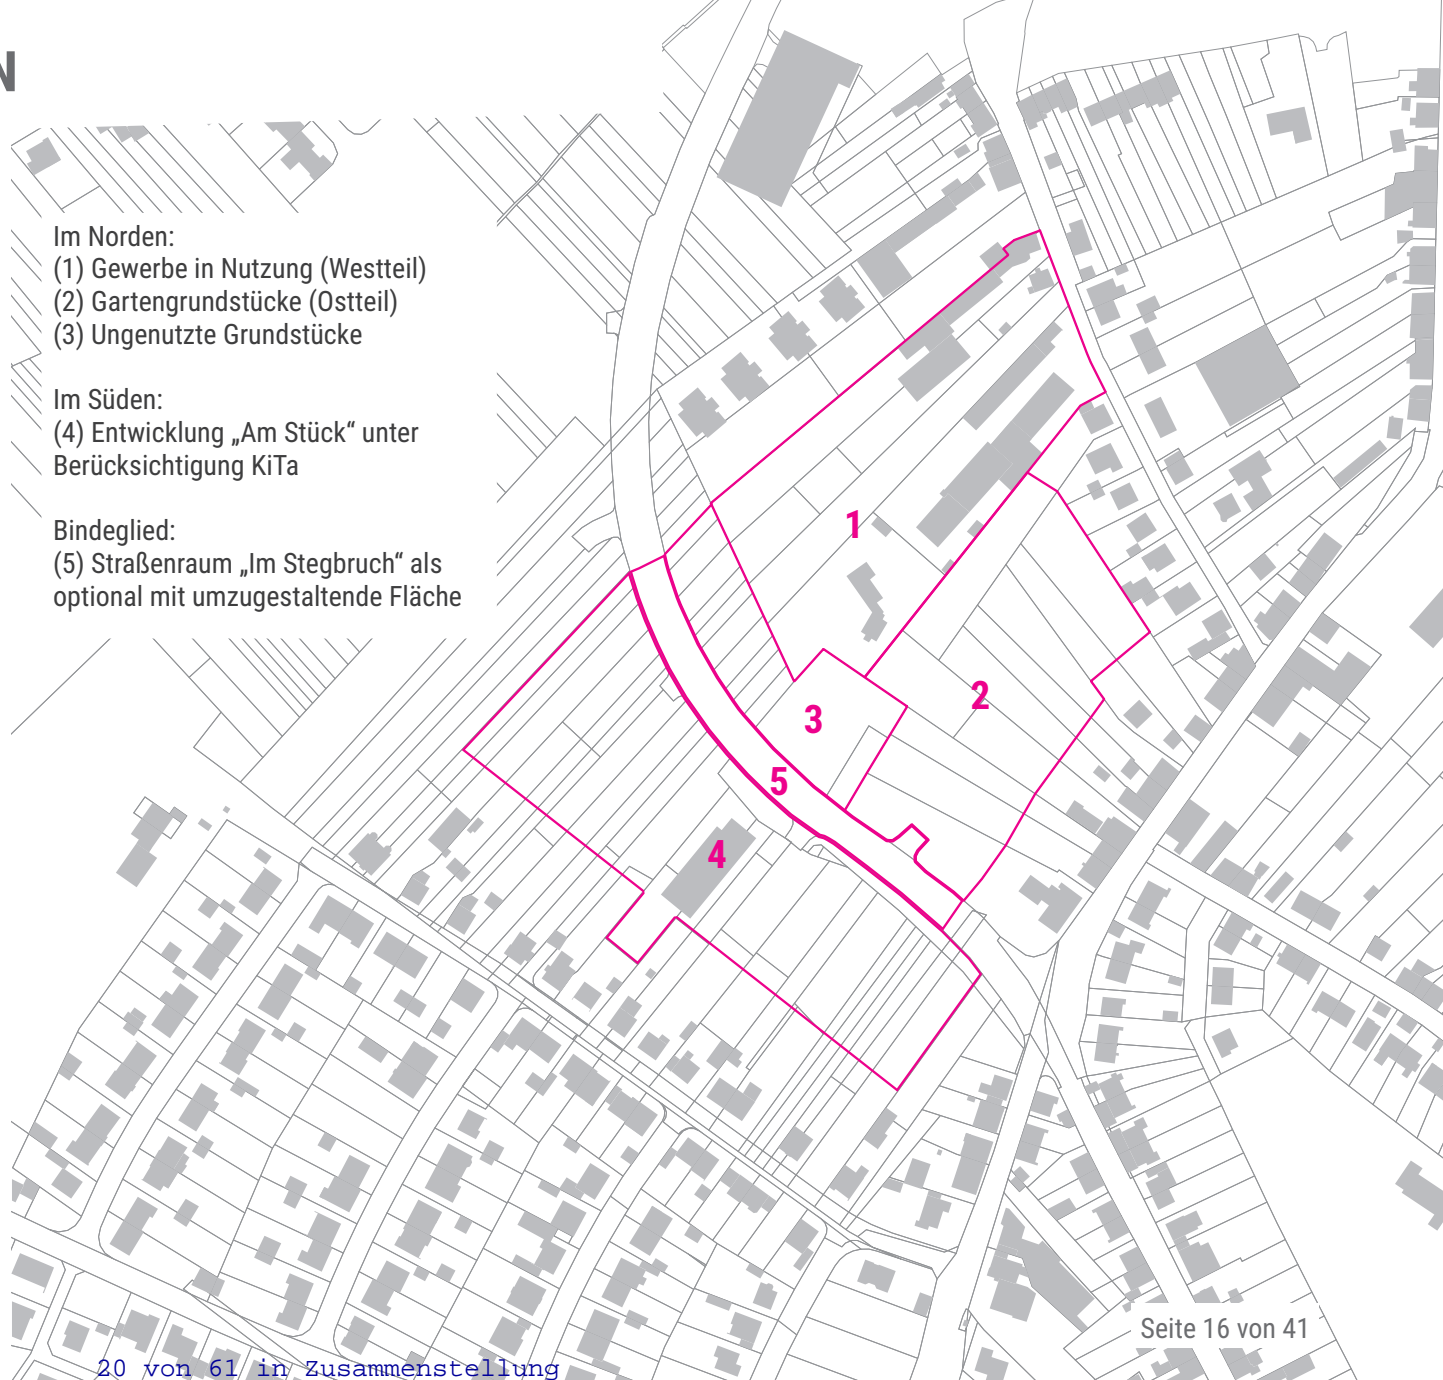 N
Im Norden:
(1) Gewerbe in Nutzung (Westteil)
(2) Gartengrundstücke (Ostteil)
(3) Ungenutzte Grundstücke
Im Süden:
(4) Entwicklung „Am Stück“ unter
Berücksichtigung KiTa
Bindeglied:
(5) Straßenraum „Im Stegbruch“ als
optional mit umzugestaltende Fläche
1
2
3
5
4
Seite 16 von 41
20 von 61 in Zusammenstellung